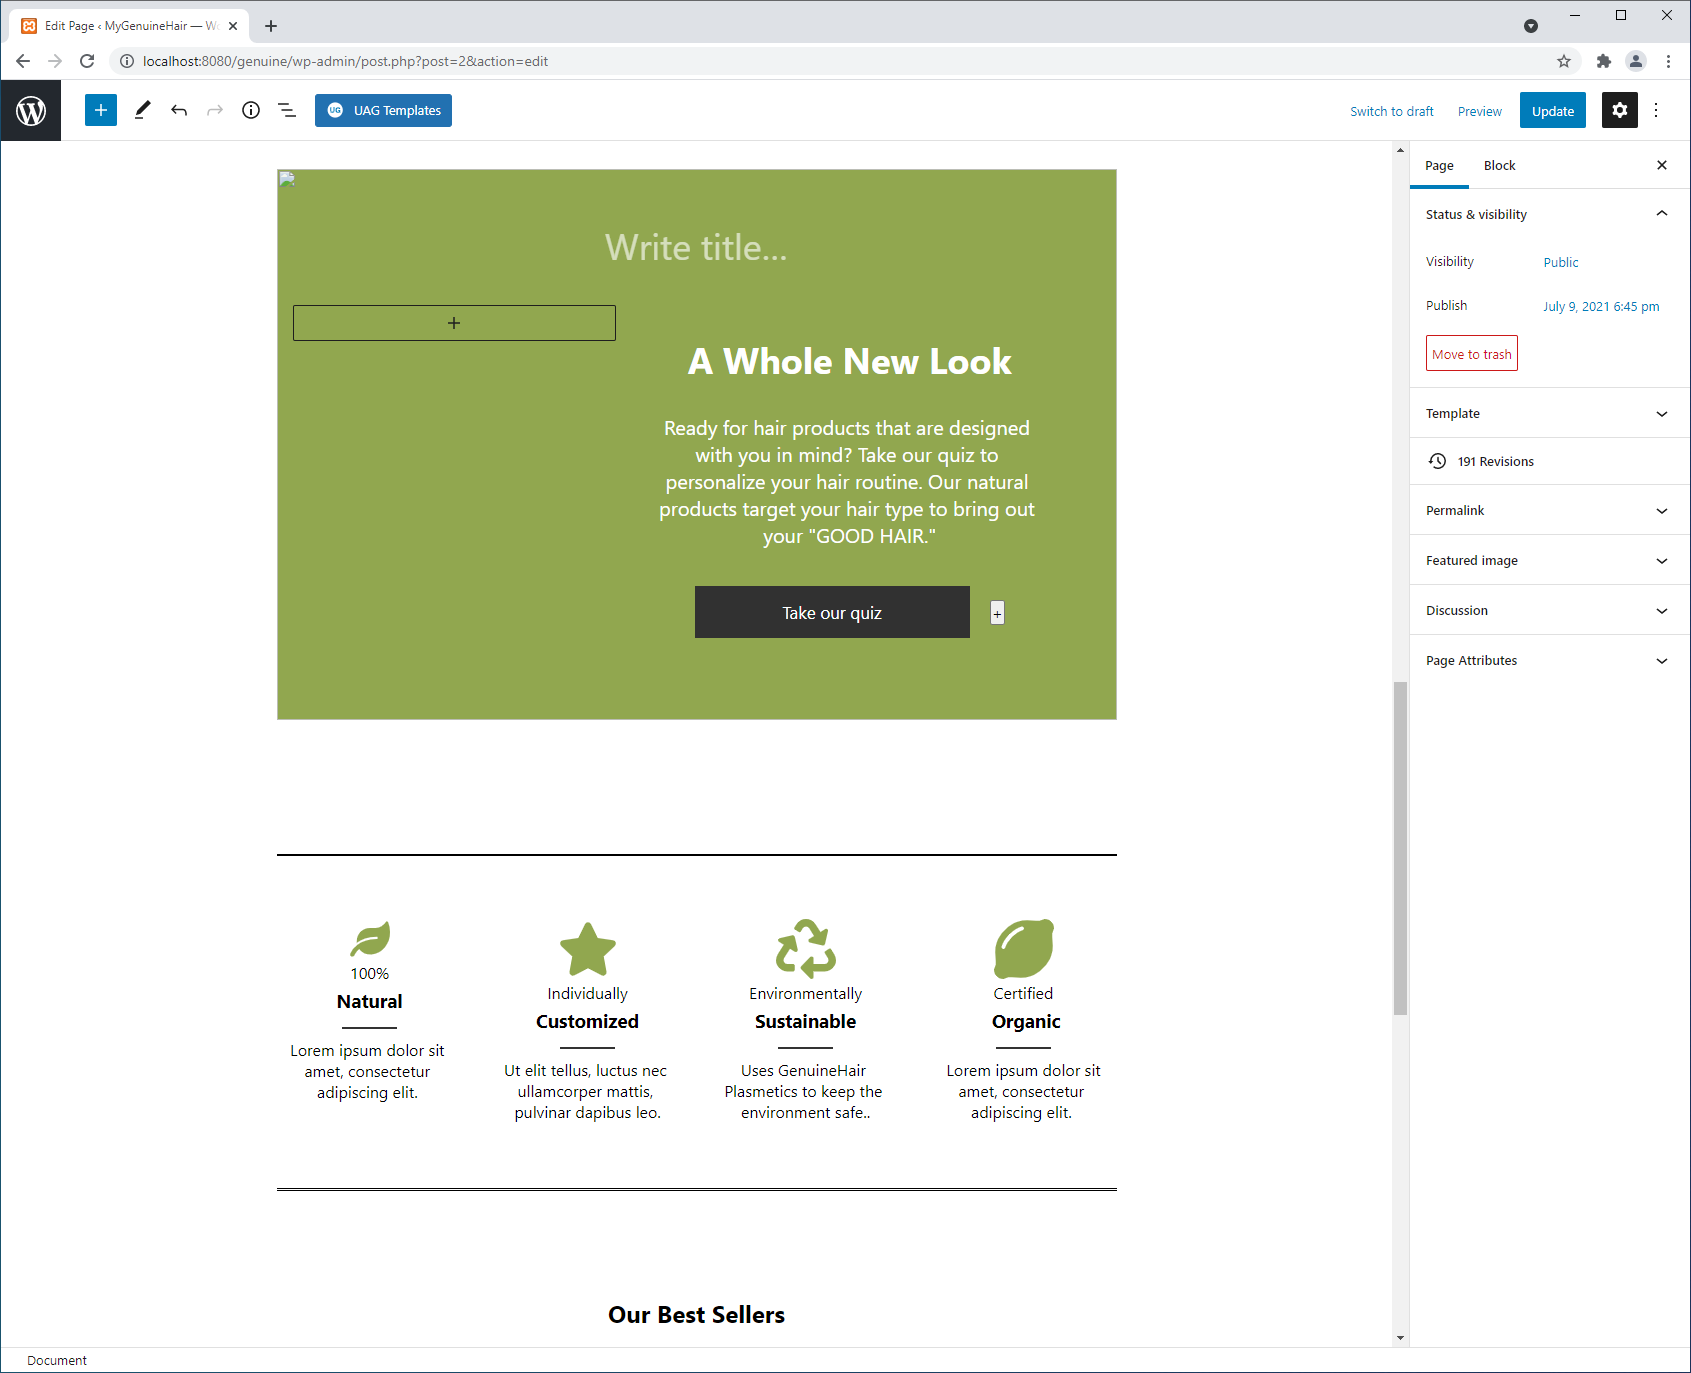 Edit Page ‹ MyGenuineHair — W
localhost:8080/genuine/wp-admin/post.php?post=2&action=edit
UG UAG Templates
Switch to draft Preview Update
Page Block
Write title...
Status & visibility
Visibility Public
Publish July 9, 2021 6:45 pm
Move to trash
Template
191 Revisions
Permalink
Featured image
Discussion
Page Attributes
A Whole New Look
Ready for hair products that are designed
with you in mind? Take our quiz to
personalize your hair routine. Our natural
products target your hair type to bring out
your "GOOD HAIR."
Take our quiz +
100%
Natural
Lorem ipsum dolor sit
amet, consectetur
adipiscing elit.
Individually
Customized
Ut elit tellus, luctus nec
ullamcorper mattis,
pulvinar dapibus leo.
Environmentally
Sustainable
Uses GenuineHair
Plasmetics to keep the
environment safe..
Certified
Organic
Lorem ipsum dolor sit
amet, consectetur
adipiscing elit.
Our Best Sellers
Document